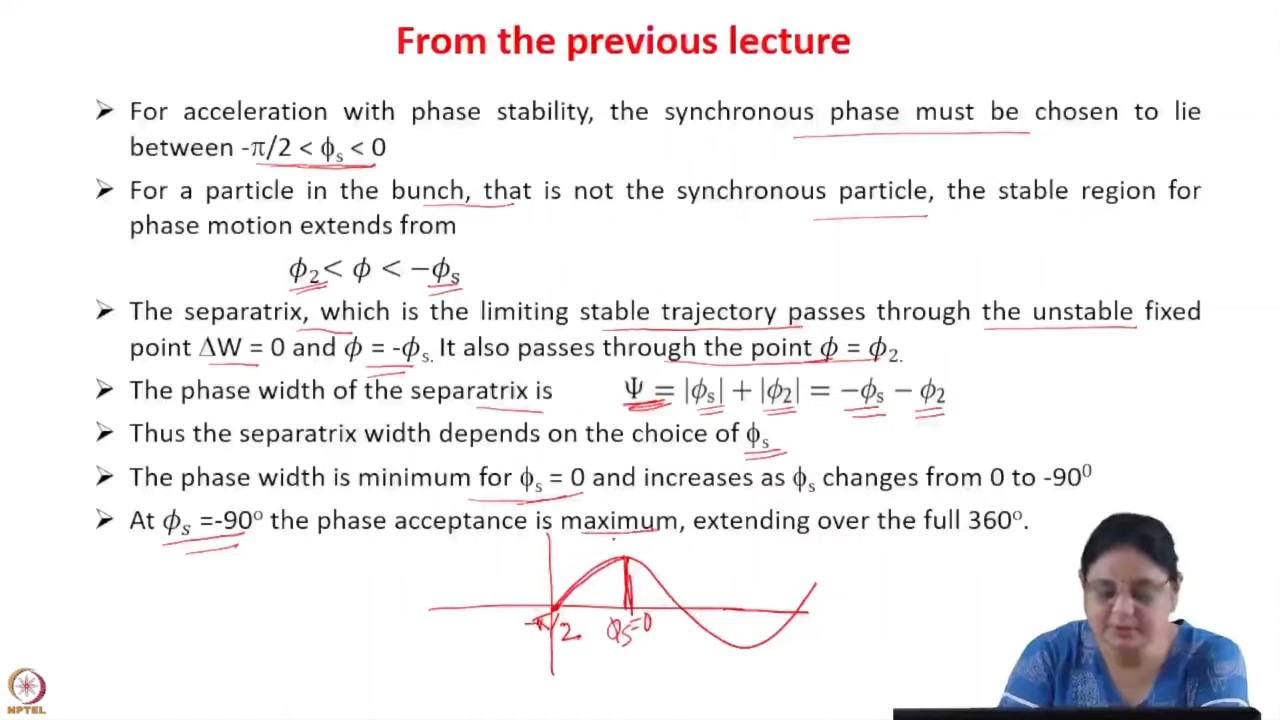 From the previous lecture
➢ For acceleration with phase stability, the synchronous phase must be chosen to lie
between -π/2 < ϕs < 0
➢ For a particle in the bunch, that is not the synchronous particle, the stable region for
phase motion extends from
ϕ₂ < ϕ < −ϕs
➢ The separatrix, which is the limiting stable trajectory passes through the unstable fixed
point ΔW = 0 and ϕ = -ϕs. It also passes through the point ϕ = ϕ₂.
➢ The phase width of the separatrix is Ψ = |ϕs| + |ϕ₂| = −ϕs − ϕ₂
➢ Thus the separatrix width depends on the choice of ϕs
➢ The phase width is minimum for ϕs = 0 and increases as ϕs changes from 0 to -90⁰
➢ At ϕs =-90° the phase acceptance is maximum, extending over the full 360°.
-π/2 ϕs=0
NPTEL